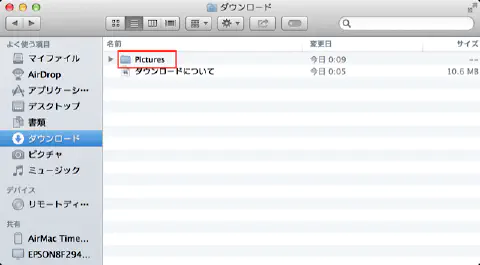 ダウンロード
よく使う項目
マイファイル
AirDrop
アプリケーシ…
デスクトップ
書類
ダウンロード
ピクチャ
ミュージック
デバイス
リモートディ…
共有
AirMac Time…
EPSON8F294…
名前 変更日 サイズ
Pictures 今日 0:09 --
ダウンロードについて 今日 0:05 10.6 MB